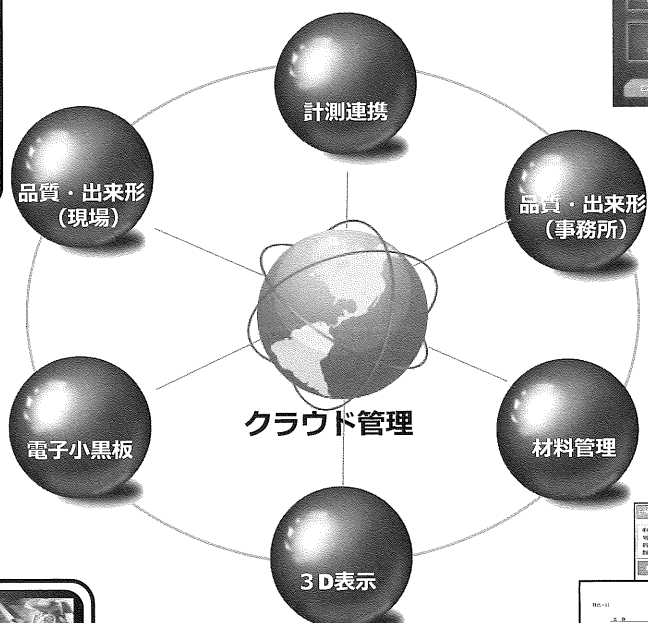 計測連携
品質・出来形
（現場）
品質・出来形
（事務所）
クラウド管理
電子小黒板
材料管理
3D表示